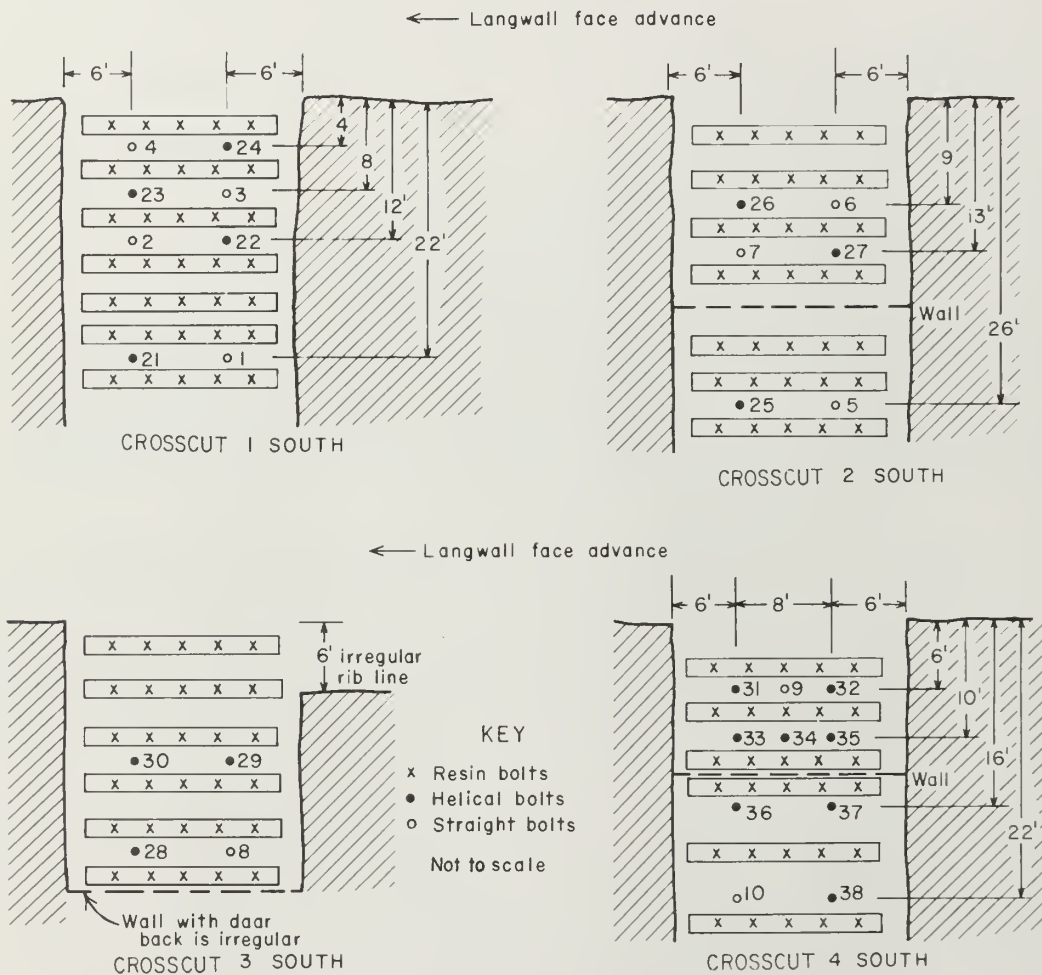 ← Langwall face advance
6' 6'
4
8
12'
22'
x x x x x
4 24
x x x x x
23 3
x x x x x
2 22
x x x x x
x x x x x
x x x x x
21 1
x x x x x
CROSSCUT 1 SOUTH
6' 6'
9
13'
26'
x x x x x
x x x x x
26 6
x x x x x
7 27
x x x x x
Wall
x x x x x
x x x x x
25 5
x x x x x
CROSSCUT 2 SOUTH
← Langwall face advance
6' irregular
rib line
x x x x x
x x x x x
x x x x x
30 29
x x x x x
x x x x x
28 8
x x x x x
Wall with daar
back is irregular
CROSSCUT 3 SOUTH
KEY
x Resin bolts
● Helical bolts
○ Straight bolts
Not to scale
6' 8' 6'
6'
10'
16'
22'
x x x x x
31 9 32
x x x x x
33 34 35
x x x x x
Wall
x x x x x
36 37
x x x x x
10 38
x x x x x
CROSSCUT 4 SOUTH